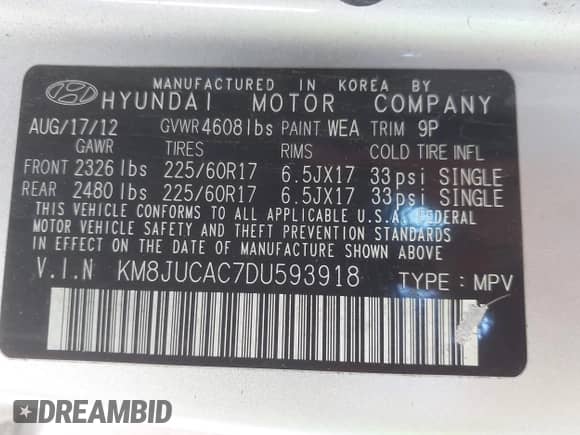 MANUFACTURED IN KOREA BY
HYUNDAI MOTOR COMPANY
AUG/17/12 GVWR 4608lbs PAINT WEA TRIM 9P
GAWR TIRES RIMS COLD TIRE INFL
FRONT 2326 lbs 225/60R17 6.5JX17 33psi SINGLE
REAR 2480 lbs 225/60R17 6.5JX17 33psi SINGLE
THIS VEHICLE CONFORMS TO ALL APPLICABLE U.S.A. FEDERAL
MOTOR VEHICLE SAFETY AND THEFT PREVENTION STANDARDS
IN EFFECT ON THE DATE OF MANUFACTURE SHOWN ABOVE
V.I.N KM8JUCAC7DU593918 TYPE : MPV
DREAMBID